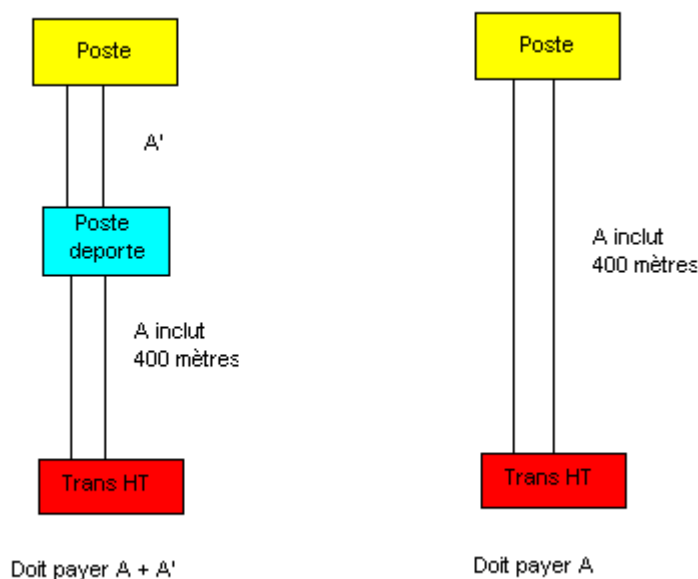 Poste
A'
Poste
deporte
A inclut
400 mètres
Trans HT
Doit payer A + A'
Poste
A inclut
400 mètres
Trans HT
Doit payer A